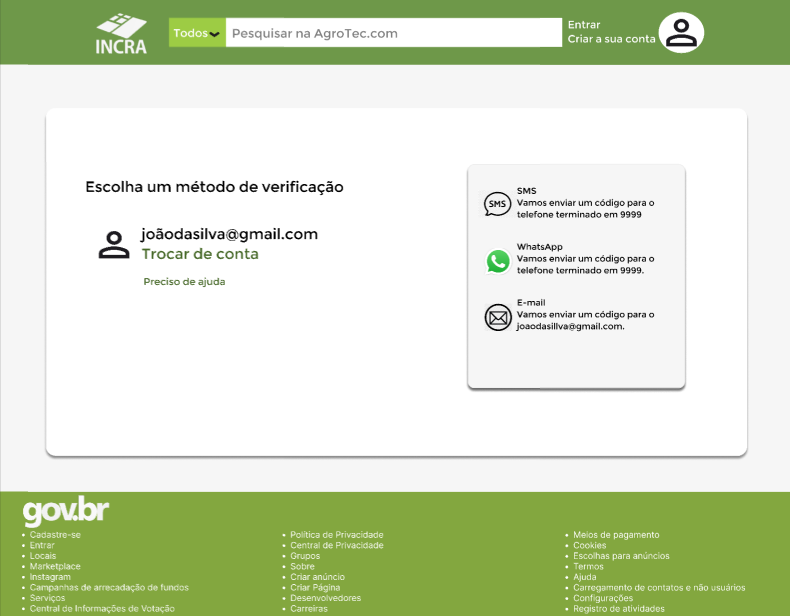 INCRA
Todos
Pesquisar na AgroTec.com
Entrar
Criar a sua conta
Escolha um método de verificação
joãodasilva@gmail.com
Trocar de conta
Preciso de ajuda
SMS
SMS
Vamos enviar um código para o
telefone terminado em 9999
WhatsApp
Vamos enviar um código para o
telefone terminado em 9999.
E-mail
Vamos enviar um código para o
joaodasillva@gmail.com.
gov.br
Cadastre-se
Entrar
Locais
Marketplace
Instagram
Campanhas de arrecadação de fundos
Serviços
Central de Informações de Votação
Política de Privacidade
Central de Privacidade
Grupos
Sobre
Criar anúncio
Criar Página
Desenvolvedores
Carreiras
Meios de pagamento
Cookies
Escolhas para anúncios
Termos
Ajuda
Carregamento de contatos e não usuários
Configurações
Registro de atividades